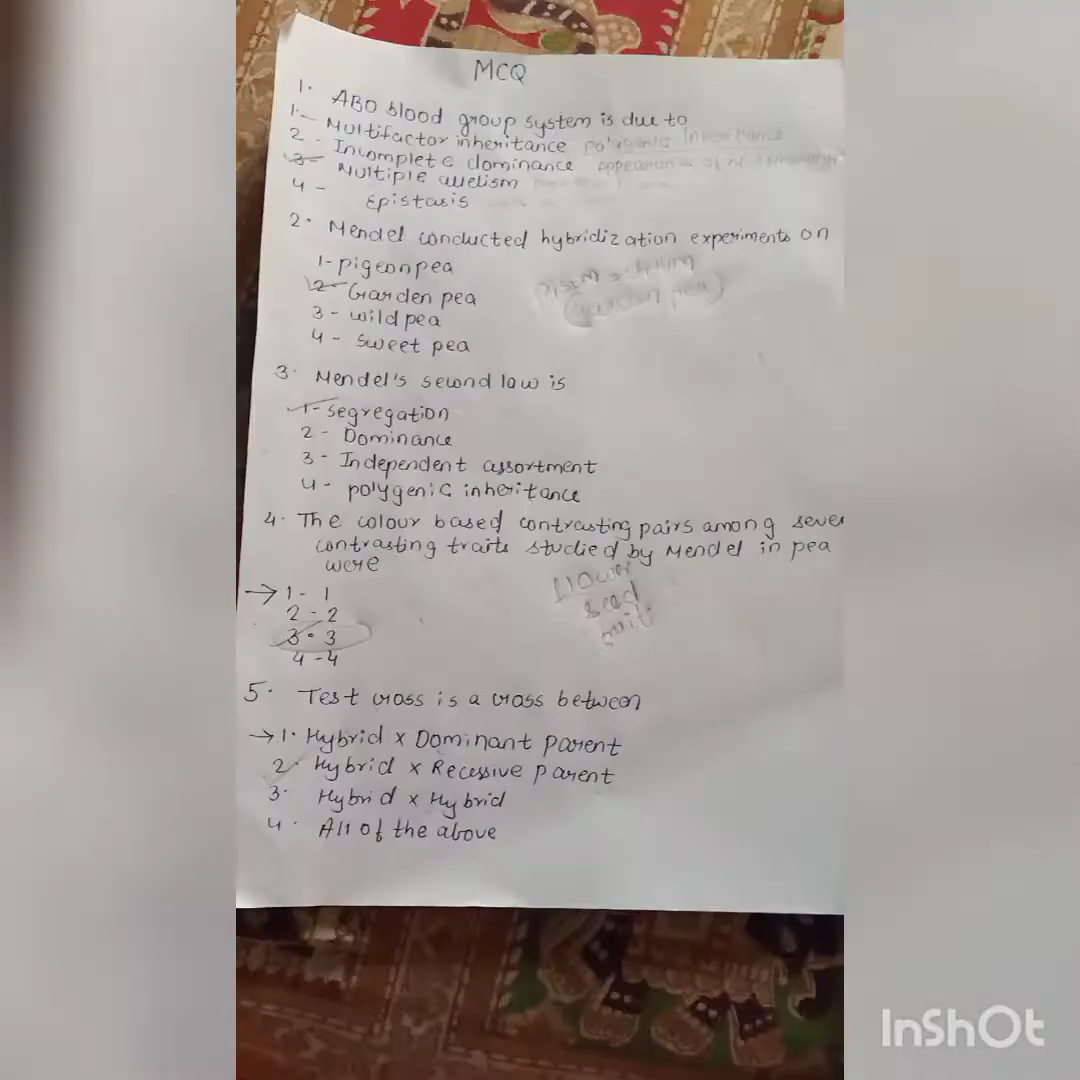 MCQ
1. ABO blood group system is due to
1- Multifactor inheritance polygenic inheritance
2. Incomplete dominance
3- Multiple allelism
4- Epistasis
2. Mendel conducted hybridization experiments on
1- pigeonpea
2- Garden pea
3- wild pea
4- sweet pea
3. Mendel's second law is
1- segregation
2- Dominance
3- Independent assortment
4- polygenic inheritance
4. The colour based contrasting pairs among seven
contrasting traits studied by Mendel in pea
were
→ 1- 1
2-2
3. 3
4-4
flower
seed
5. Test cross is a cross between
→ 1. Hybrid x Dominant parent
2. Hybrid x Recessive parent
3. Hybrid x Hybrid
4. All of the above
InShOt